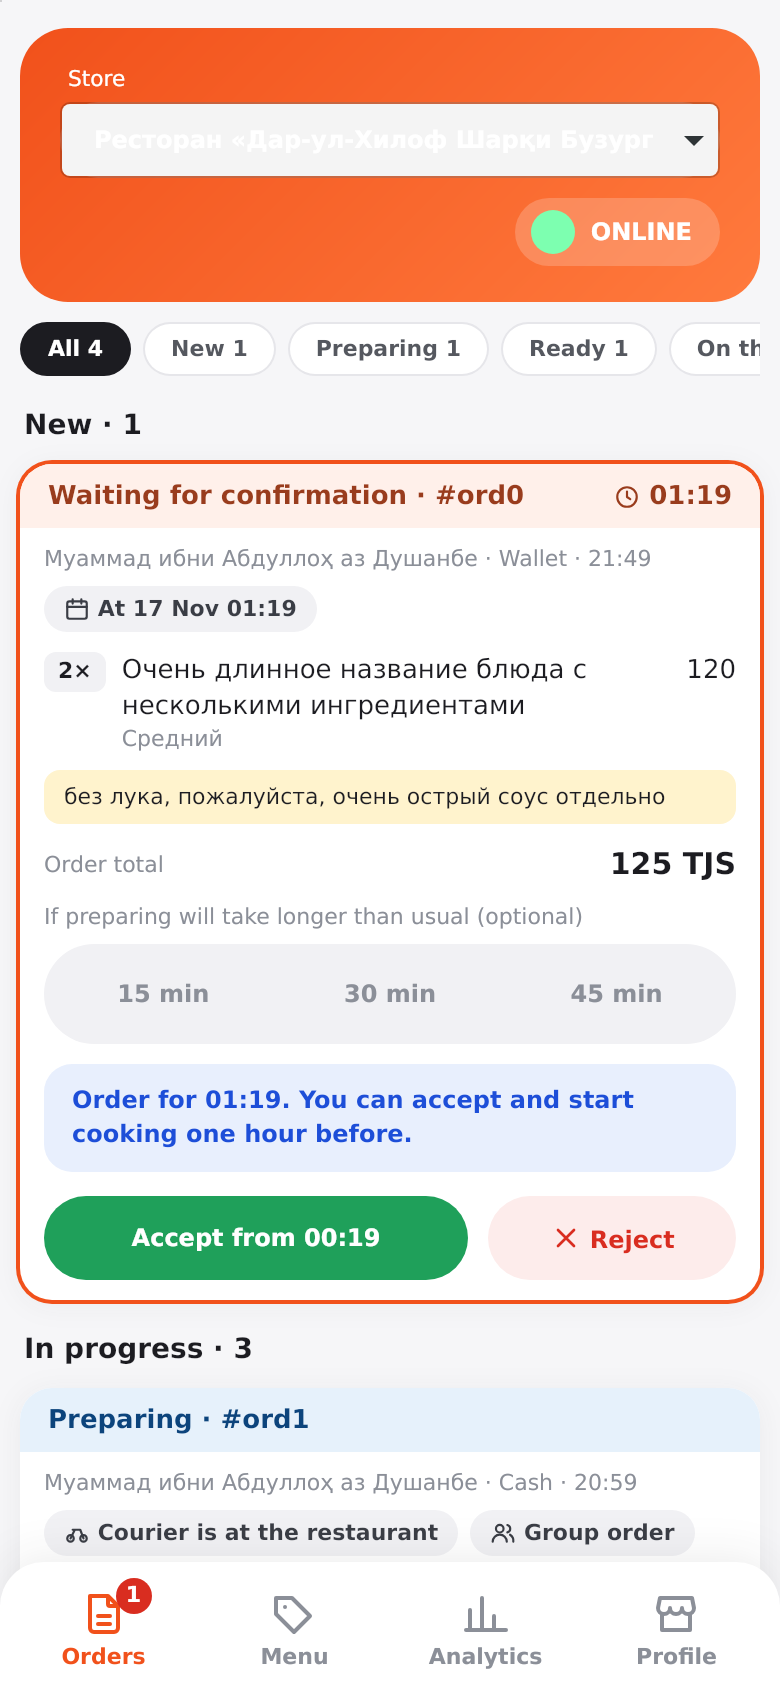 Store
Ресторан «Дар-ул-Хилоф Шарқи Бузург
ONLINE
All 4
New 1
Preparing 1
Ready 1
On th
New · 1
Waiting for confirmation · #ord0
01:19
Муаммад ибни Абдуллоҳ аз Душанбе · Wallet · 21:49
At 17 Nov 01:19
2×
Очень длинное название блюда с
120
несколькими ингредиентами
Средний
без лука, пожалуйста, очень острый соус отдельно
Order total
125 TJS
If preparing will take longer than usual (optional)
15 min
30 min
45 min
Order for 01:19. You can accept and start
cooking one hour before.
Accept from 00:19
Reject
In progress · 3
Preparing · #ord1
Муаммад ибни Абдуллоҳ аз Душанбе · Cash · 20:59
Courier is at the restaurant
Group order
1
Orders
Menu
Analytics
Profile